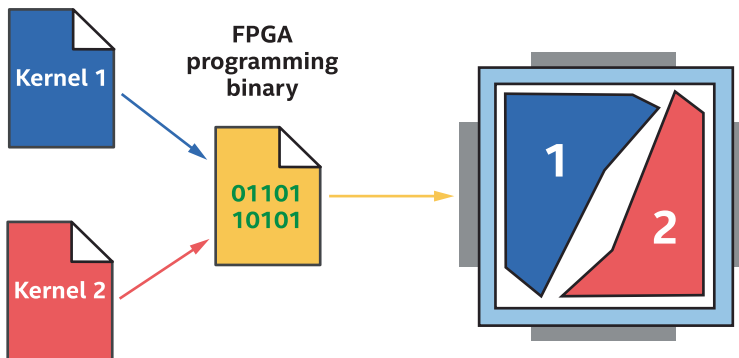 Kernel 1
FPGA
programming
binary
01101
10101
Kernel 2
1
2